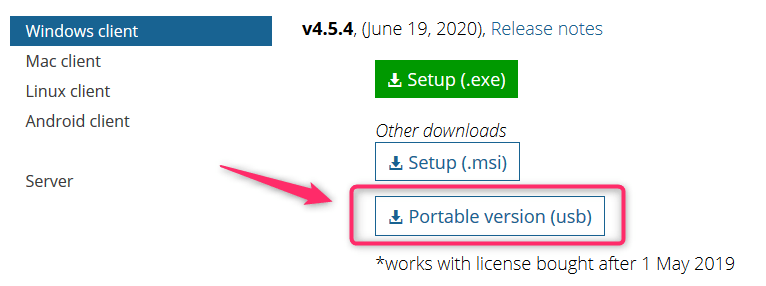 Windows client
Mac client
Linux client
Android client
Server
v4.5.4, (June 19, 2020), Release notes
Setup (.exe)
Other downloads
Setup (.msi)
Portable version (usb)
*works with license bought after 1 May 2019